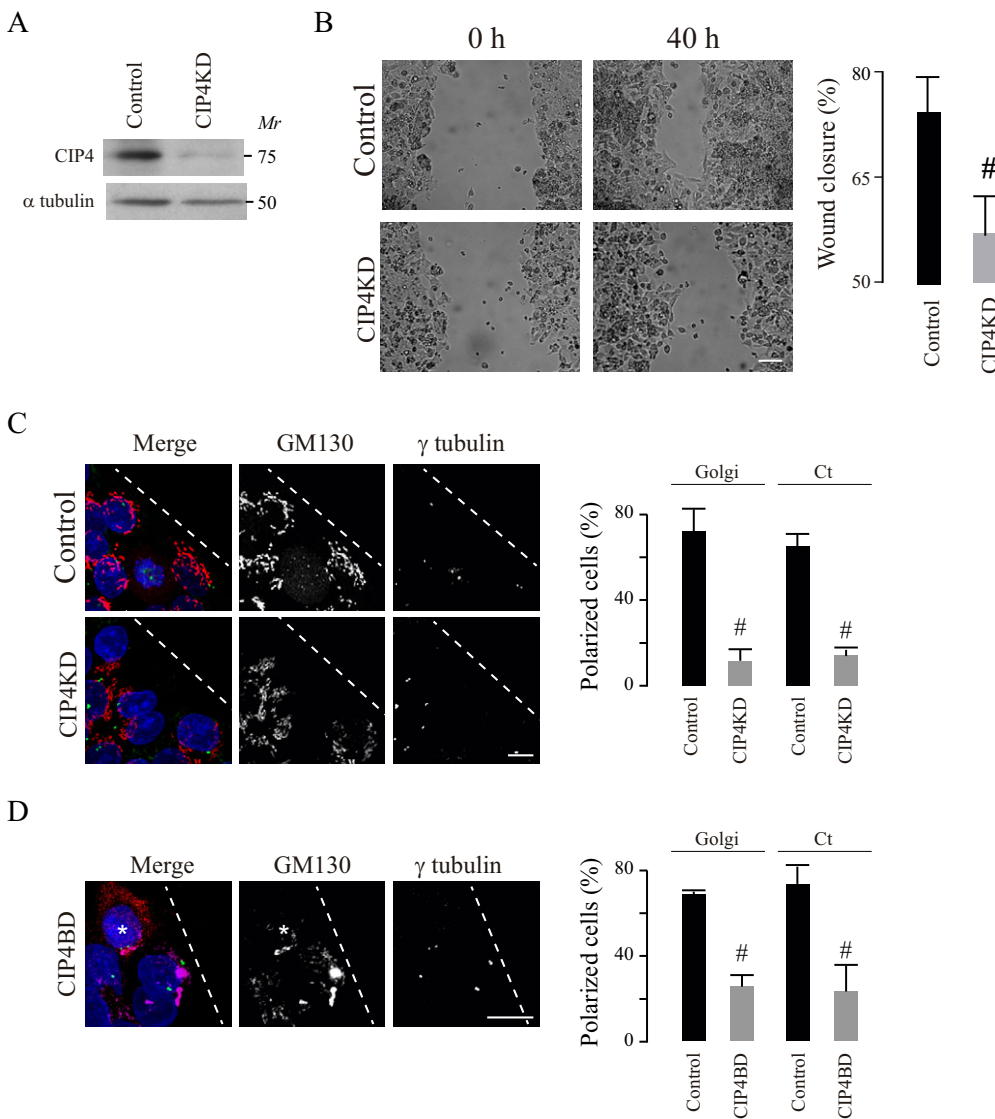 A
Control
CIP4KD
Mr
CIP4
75
α tubulin
50
B
0 h
40 h
Control
CIP4KD
Wound closure (%)
80
65
50
#
Control
CIP4KD
C
Merge
GM130
γ tubulin
Control
CIP4KD
Golgi
Ct
Polarized cells (%)
80
40
0
#
#
Control
CIP4KD
Control
CIP4KD
D
Merge
GM130
γ tubulin
CIP4BD
*
*
Golgi
Ct
Polarized cells (%)
80
40
0
#
#
Control
CIP4BD
Control
CIP4BD